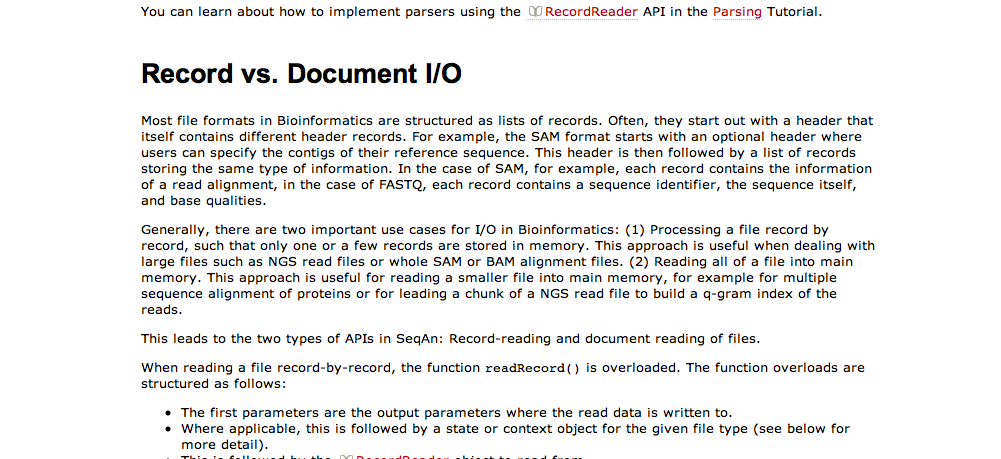 You can learn about how to implement parsers using the RecordReader API in the Parsing Tutorial.
Record vs. Document I/O
Most file formats in Bioinformatics are structured as lists of records. Often, they start out with a header that
itself contains different header records. For example, the SAM format starts with an optional header where
users can specify the contigs of their reference sequence. This header is then followed by a list of records
storing the same type of information. In the case of SAM, for example, each record contains the information
of a read alignment, in the case of FASTQ, each record contains a sequence identifier, the sequence itself,
and base qualities.
Generally, there are two important use cases for I/O in Bioinformatics: (1) Processing a file record by
record, such that only one or a few records are stored in memory. This approach is useful when dealing with
large files such as NGS read files or whole SAM or BAM alignment files. (2) Reading all of a file into main
memory. This approach is useful for reading a smaller file into main memory, for example for multiple
sequence alignment of proteins or for leading a chunk of a NGS read file to build a q-gram index of the
reads.
This leads to the two types of APIs in SeqAn: Record-reading and document reading of files.
When reading a file record-by-record, the function readRecord() is overloaded. The function overloads are
structured as follows:
• The first parameters are the output parameters where the read data is written to.
• Where applicable, this is followed by a state or context object for the given file type (see below for
more detail).
• This is followed by the RecordReader object to read from